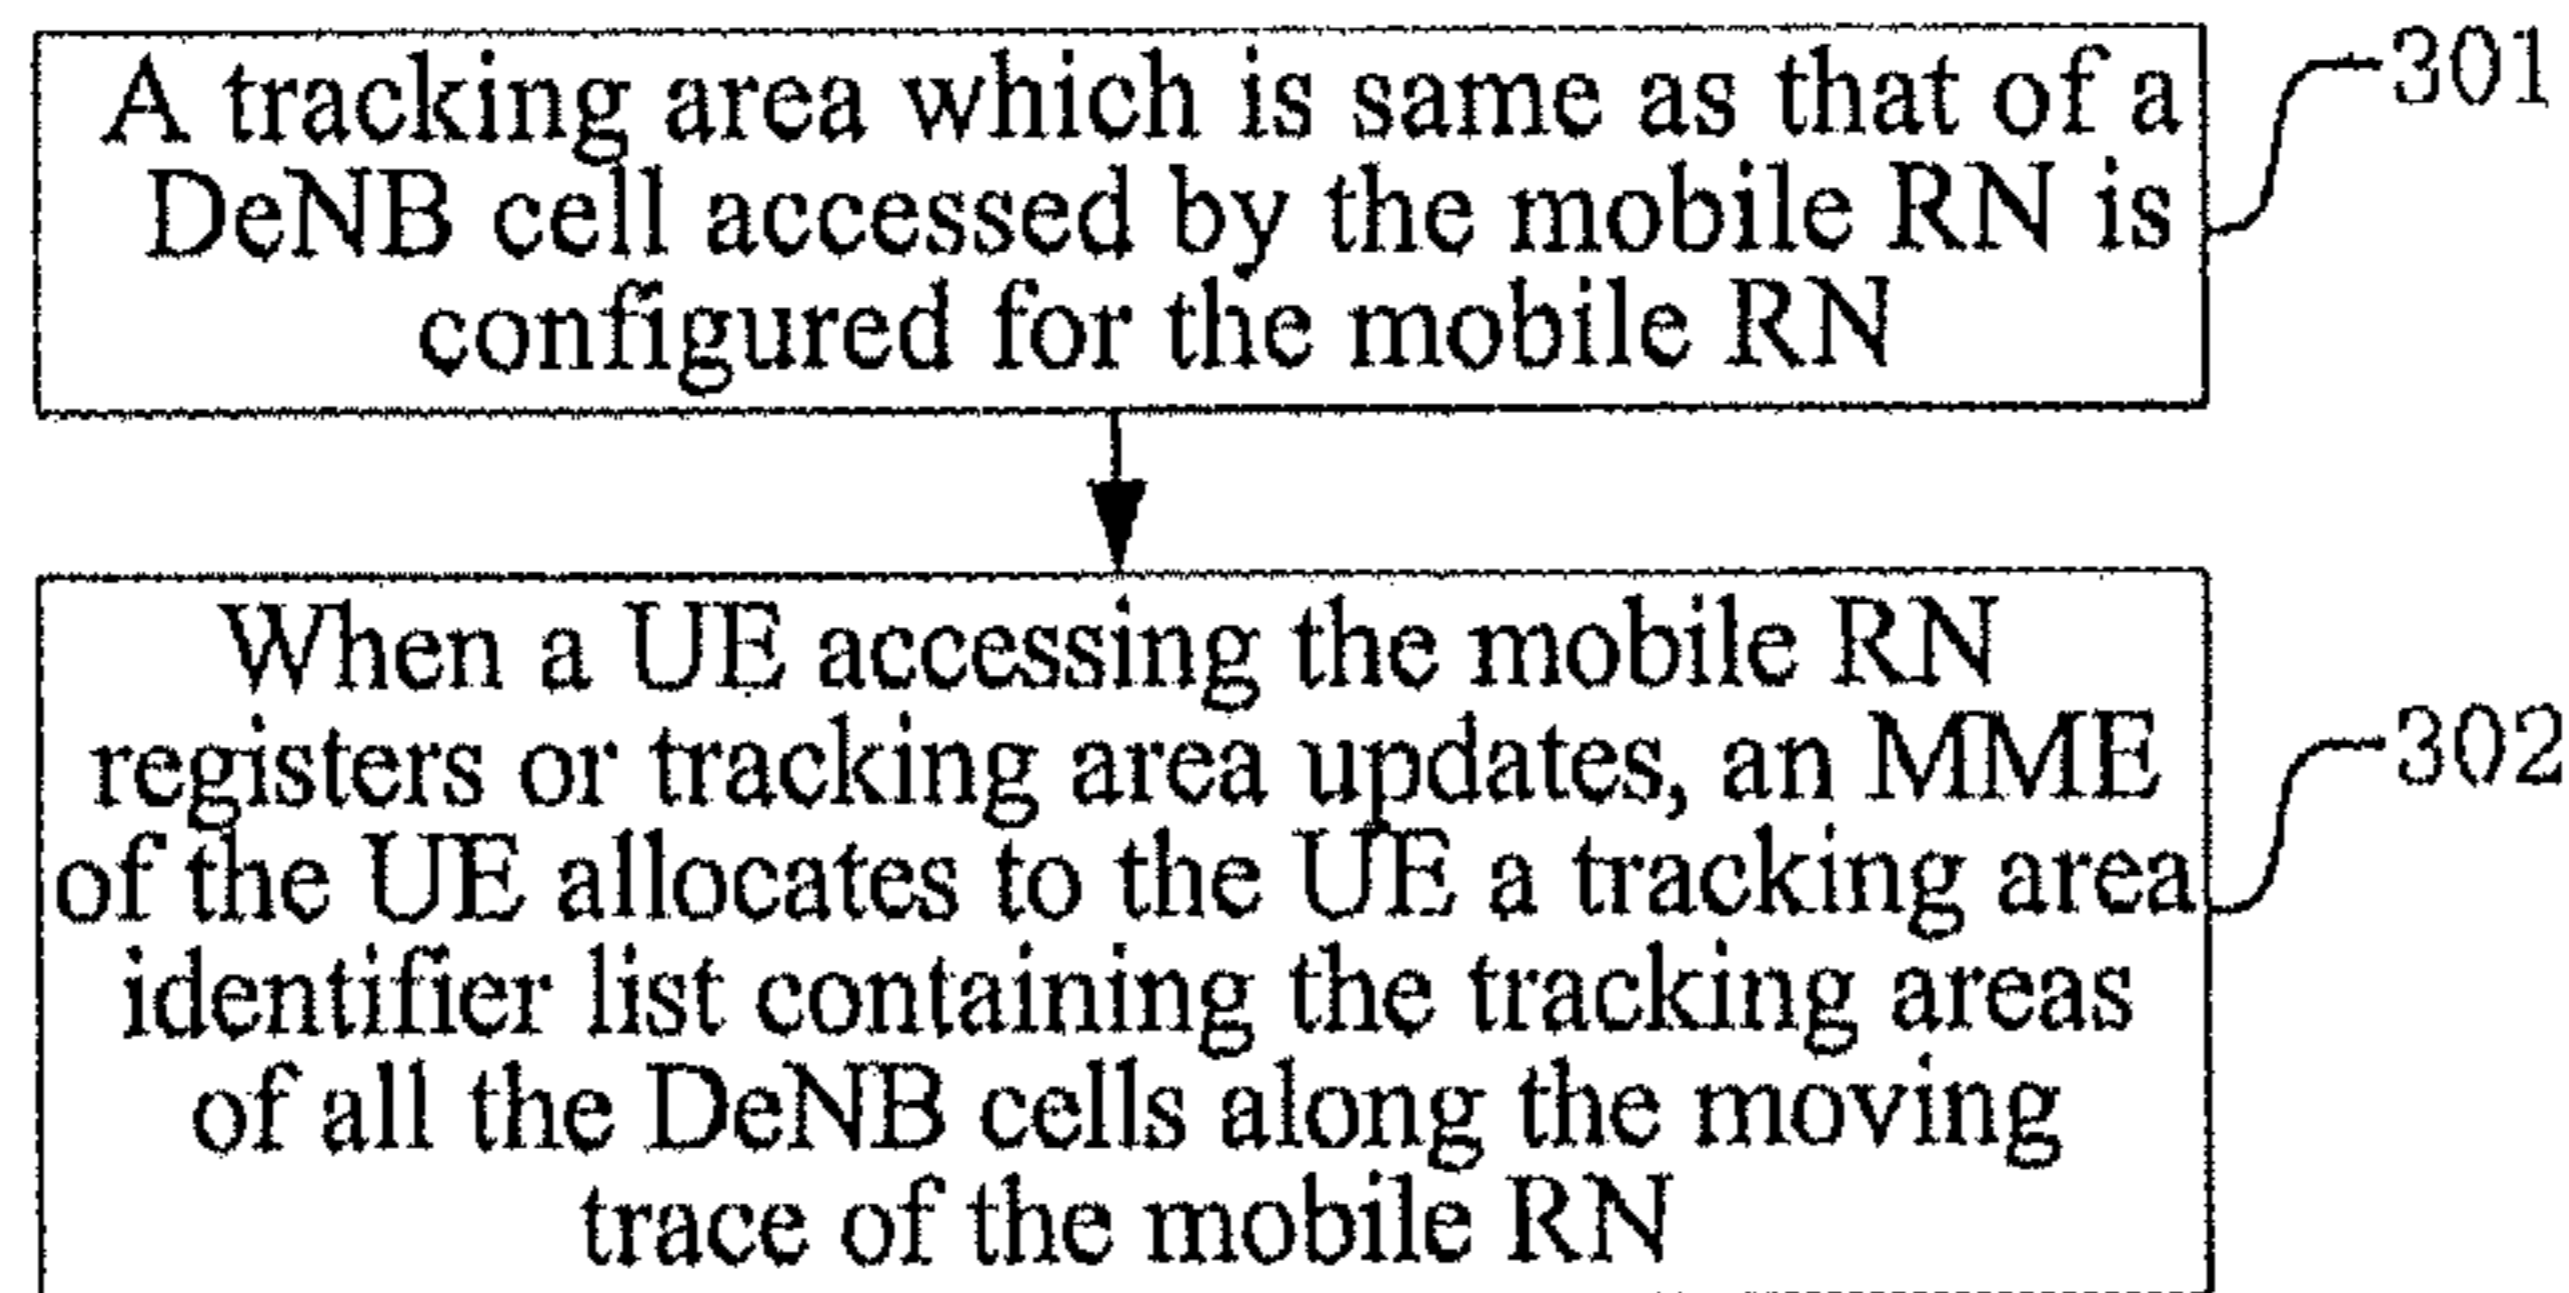 A tracking area which is same as that of a
DeNB cell accessed by the mobile RN is
configured for the mobile RN
301
When a UE accessing the mobile RN
registers or tracking area updates, an MME
of the UE allocates to the UE a tracking area
identifier list containing the tracking areas
of all the DeNB cells along the moving
trace of the mobile RN
302